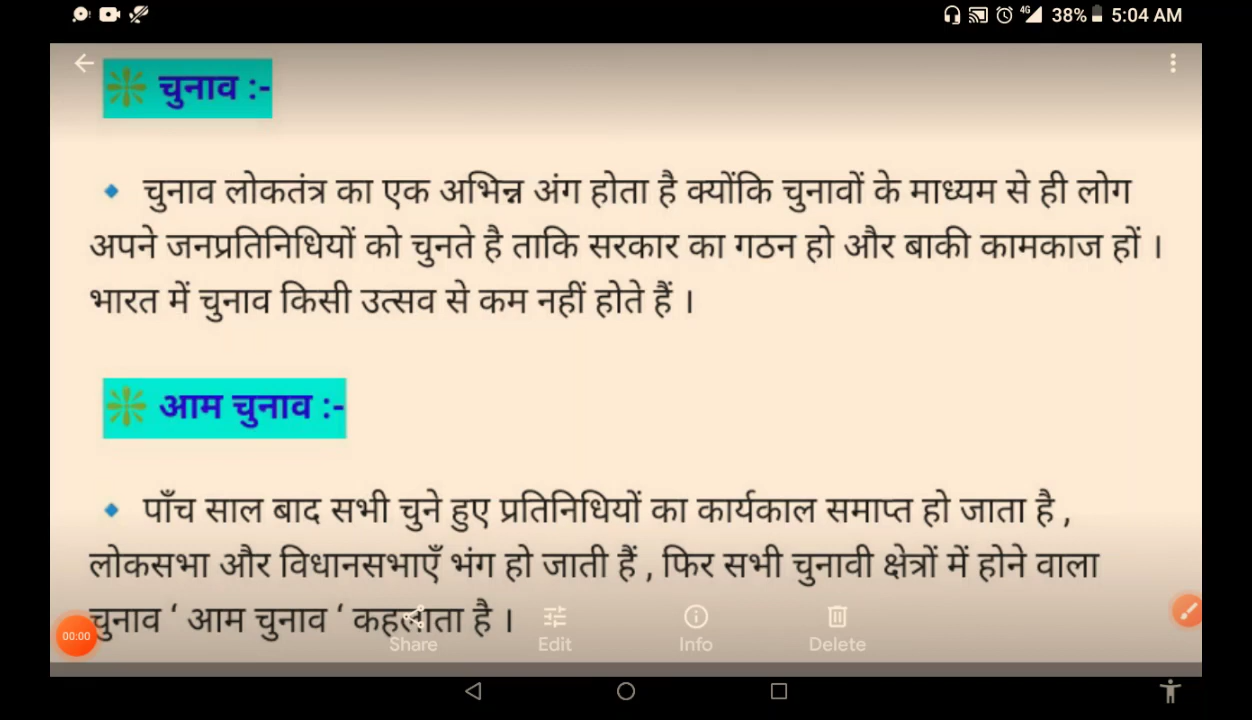 4G 38% 5:04 AM
चुनाव :-
चुनाव लोकतंत्र का एक अभिन्न अंग होता है क्योंकि चुनावों के माध्यम से ही लोग
अपने जनप्रतिनिधियों को चुनते है ताकि सरकार का गठन हो और बाकी कामकाज हों ।
भारत में चुनाव किसी उत्सव से कम नहीं होते हैं ।
आम चुनाव :-
पाँच साल बाद सभी चुने हुए प्रतिनिधियों का कार्यकाल समाप्त हो जाता है ,
लोकसभा और विधानसभाएँ भंग हो जाती हैं , फिर सभी चुनावी क्षेत्रों में होने वाला
चुनाव ‘ आम चुनाव ‘ कहलाता है ।
00:00
Share Edit Info Delete